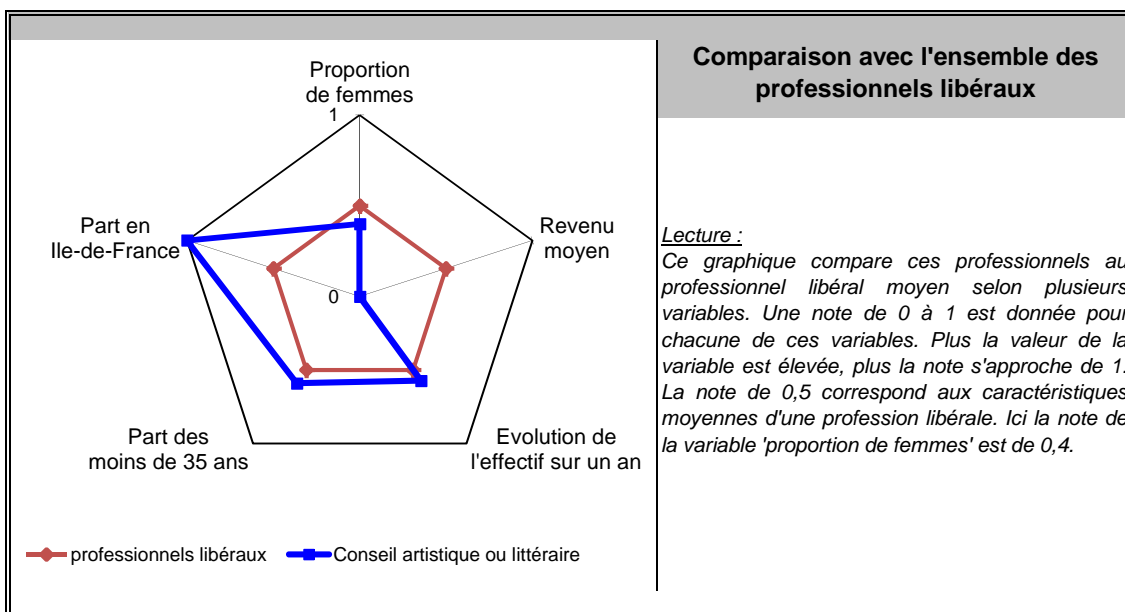 Comparaison avec l'ensemble des
professionnels libéraux
Proportion
de femmes
1
Part en
Ile-de-France
Revenu
moyen
0
Part des
moins de 35 ans
Evolution de
l'effectif sur un an
professionnels libéraux
Conseil artistique ou littéraire
Lecture :
Ce graphique compare ces professionnels au
professionnel libéral moyen selon plusieurs
variables. Une note de 0 à 1 est donnée pour
chacune de ces variables. Plus la valeur de la
variable est élevée, plus la note s'approche de 1.
La note de 0,5 correspond aux caractéristiques
moyennes d'une profession libérale. Ici la note de
la variable 'proportion de femmes' est de 0,4.